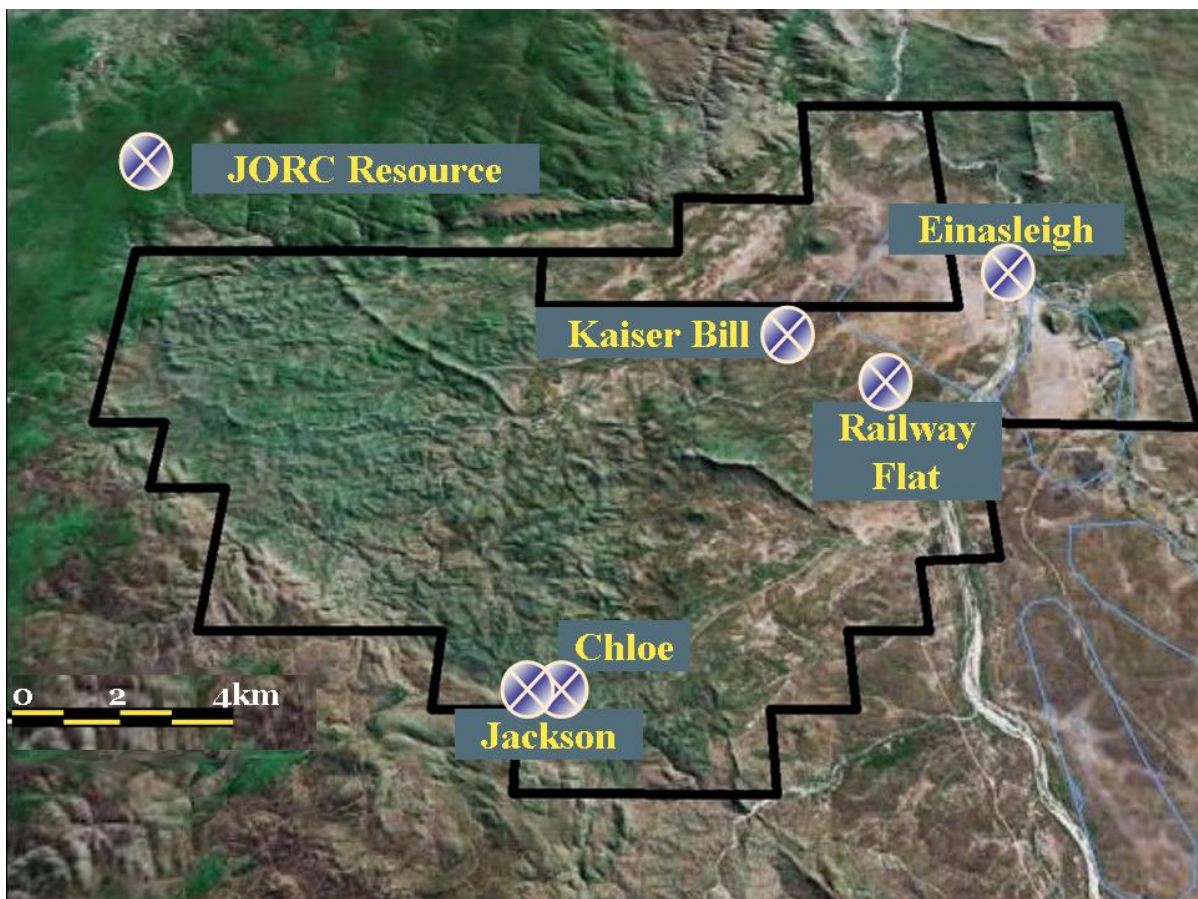 JORC Resource
Einasleigh
Kaiser Bill
Railway
Flat
Chloe
0 2 4km
Jackson